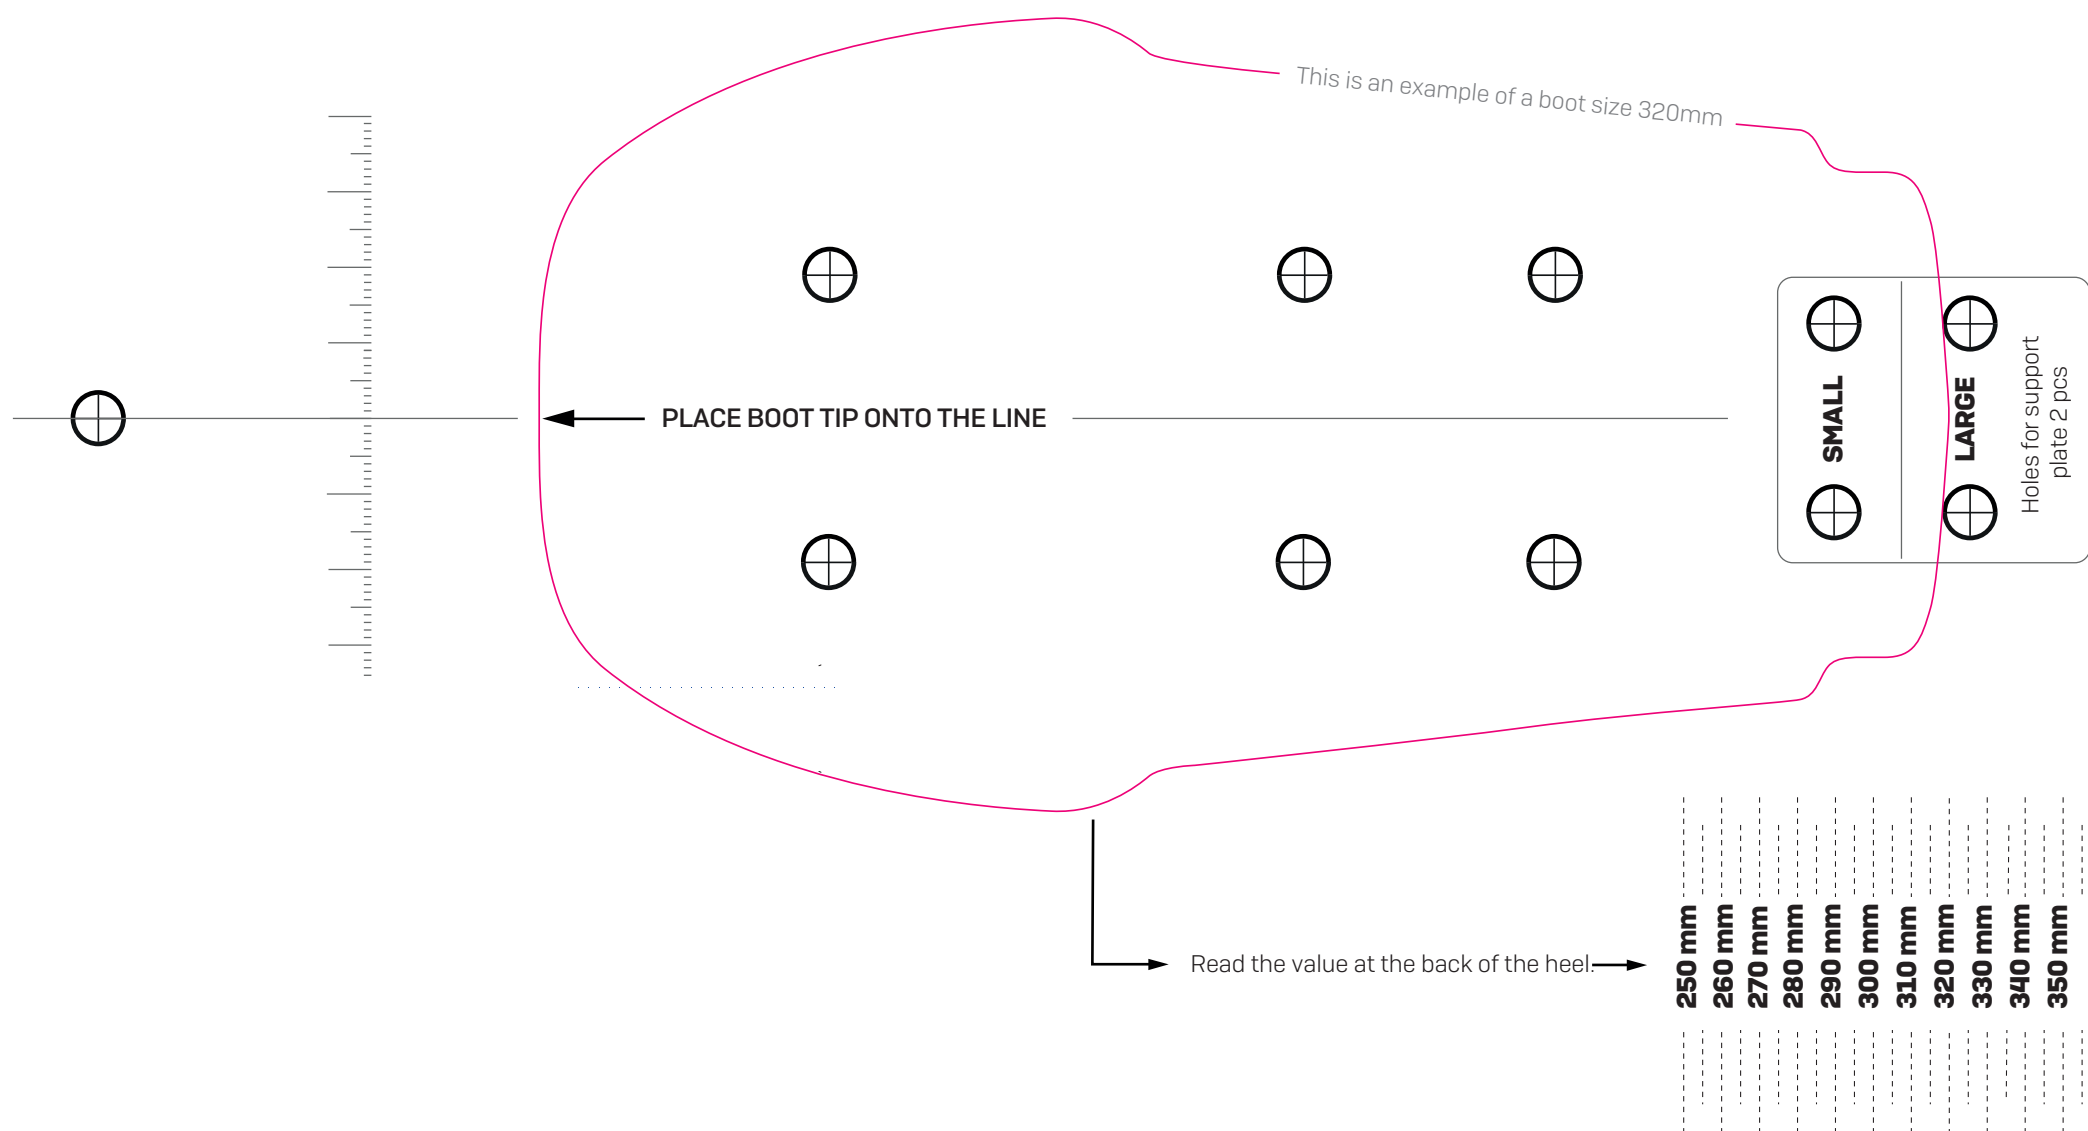 This is an example of a boot size 320mm
PLACE BOOT TIP ONTO THE LINE
SMALL
LARGE
Holes for support
plate 2 pcs
Read the value at the back of the heel.
250 mm
260 mm
270 mm
280 mm
290 mm
300 mm
310 mm
320 mm
330 mm
340 mm
350 mm